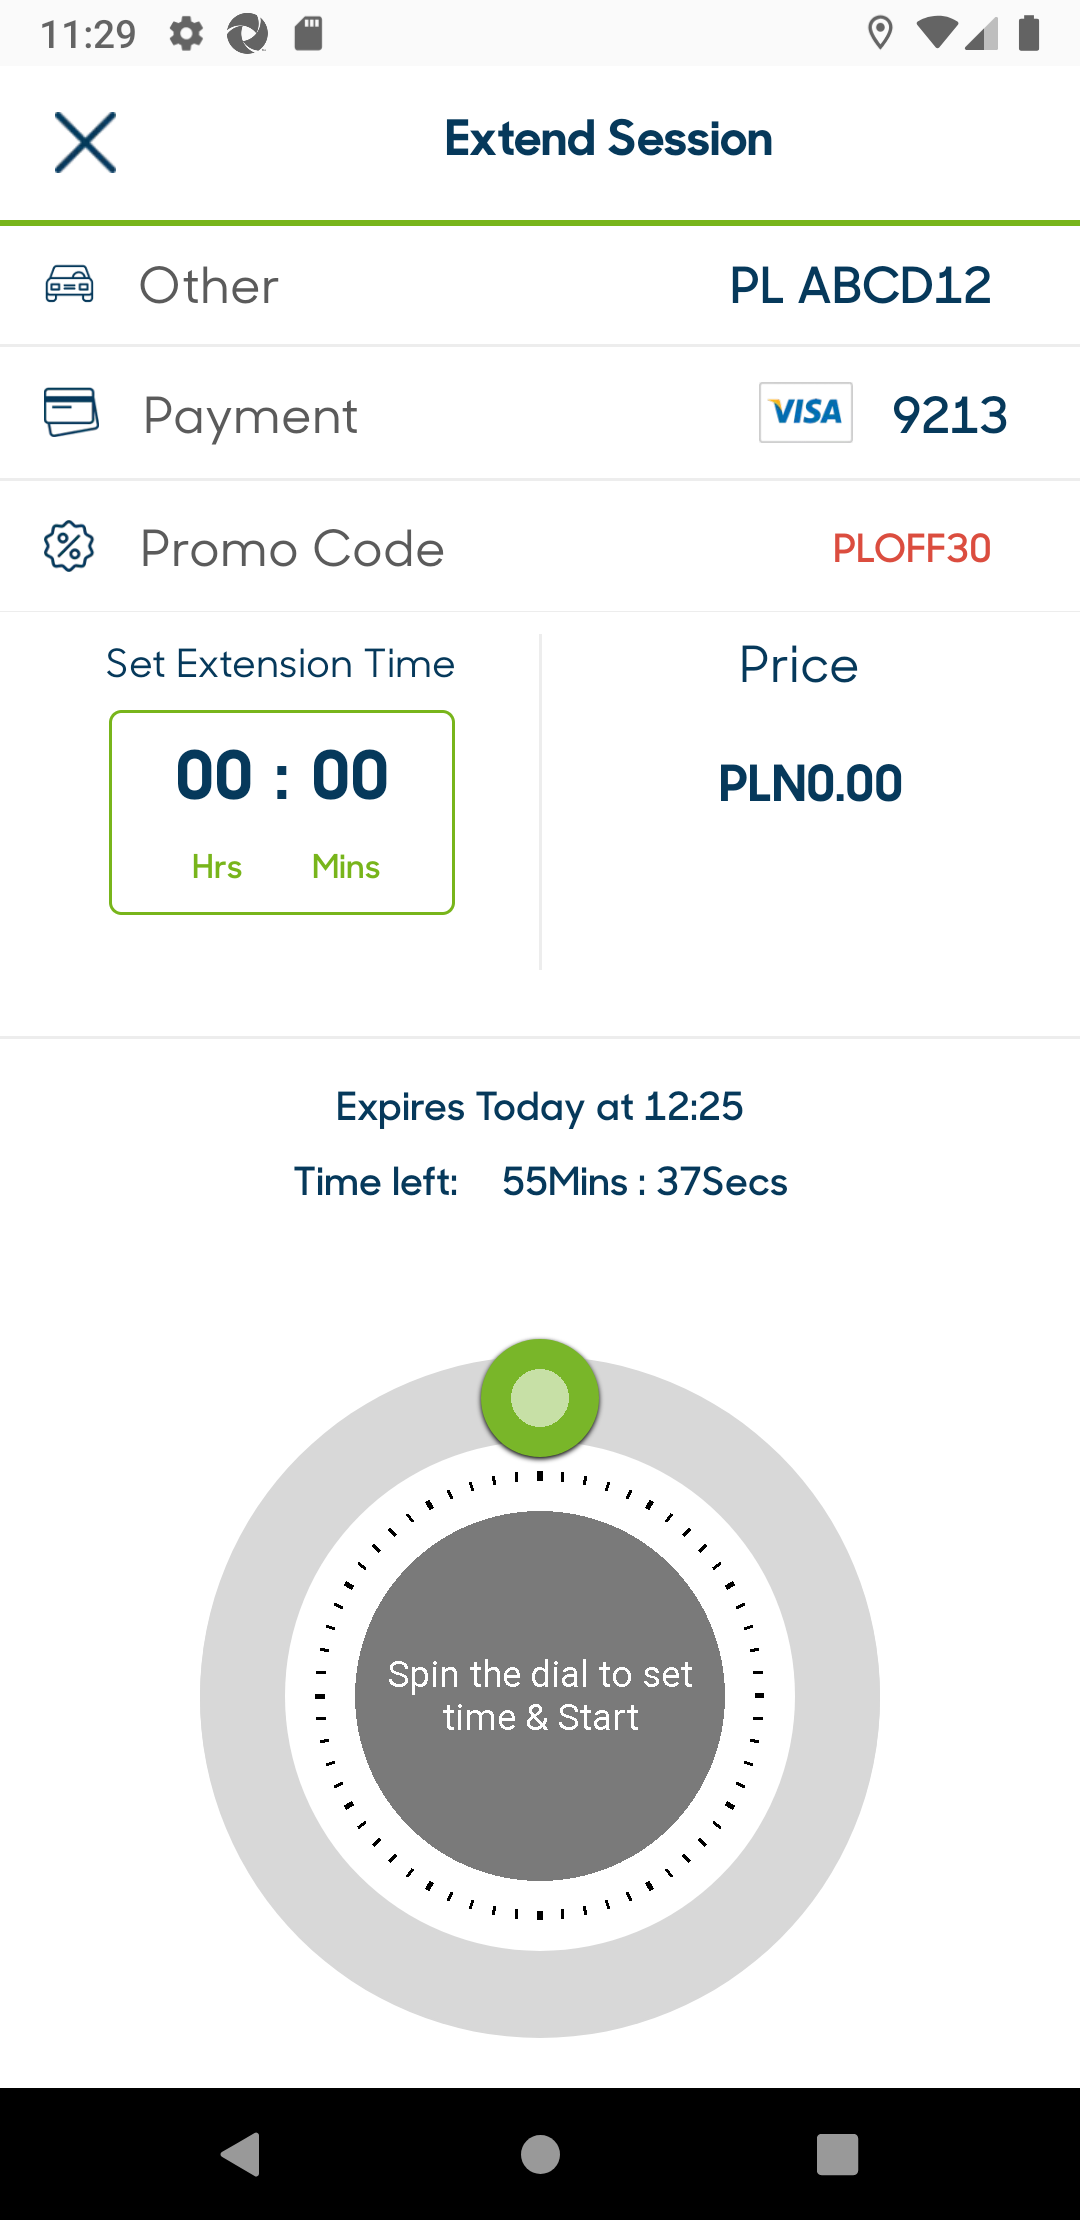 11:29
Extend Session
Other PL ABCD12
Payment VISA 9213
Promo Code PLOFF30
Set Extension Time Price
00 : 00 PLN0.00
Hrs Mins
Expires Today at 12:25
Time left: 55Mins : 37Secs
Spin the dial to set
time & Start